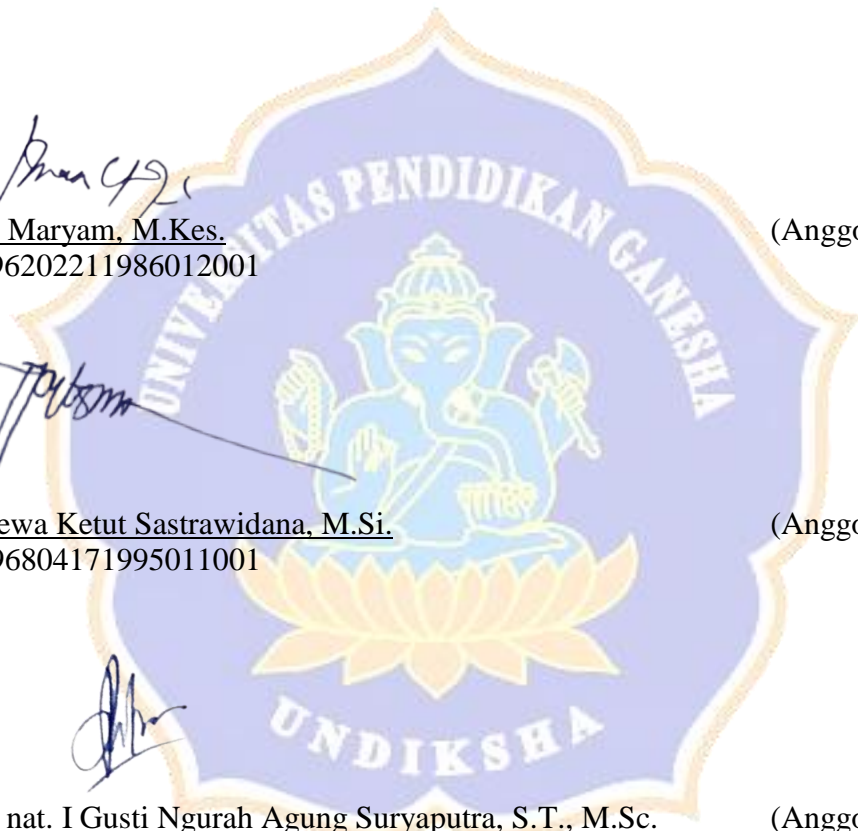 UNIVERSITAS PENDIDIKAN GANESHA
Maryam, M.Kes. (Anggo
96202211986012001
ewa Ketut Sastrawidana, M.Si. (Anggo
96804171995011001
UNDIKSHA
nat. I Gusti Ngurah Agung Suryaputra, S.T., M.Sc. (Anggo